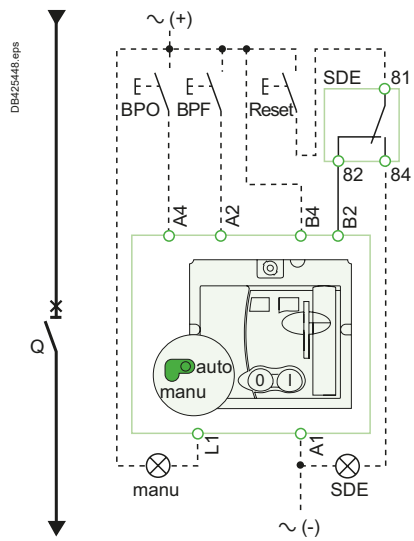 DB425448.eps
∼ (+)
SDE
81
BPO
BPF
Reset
82
84
A4
A2
B4
B2
Q
auto
manu
0
I
L1
A1
manu
SDE
∼ (-)